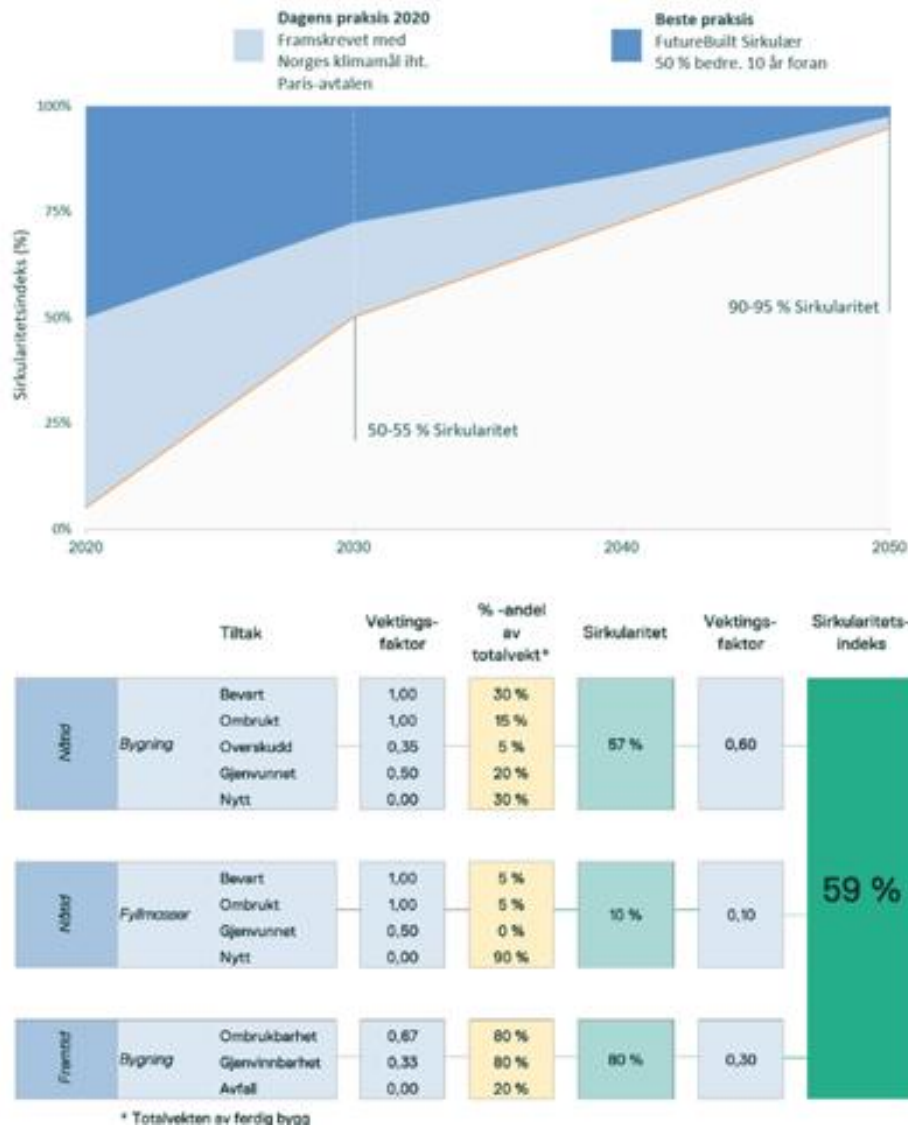 Dagens praksis 2020
Framskrevet med
Norges klimamål iht.
Paris-avtalen
Beste praksis
FutureBuilt Sirkulær
50 % bedre. 10 år foran
Sirkularitetsindeks (%)
100%
75%
50%
25%
0%
90-95 % Sirkularitet
50-55 % Sirkularitet
2020 2030 2040 2050
Tiltak
Vektings-
faktor
% -andel
av
totalvekt*
Sirkularitet
Vektings-
faktor
Sirkularitets-
indeks
Nåtid
Bygning
Bevart 1,00 30 %
Ombrukt 1,00 15 %
Overskudd 0,35 5 %
Gjenvunnet 0,50 20 %
Nytt 0,00 30 %
57 %
0,60
Nåtid
Fyllmasser
Bevart 1,00 5 %
Ombrukt 1,00 5 %
Gjenvunnet 0,50 0 %
Nytt 0,00 90 %
10 %
0,10
59 %
Framtid
Bygning
Ombrukbarhet 0,67 80 %
Gjenvinnbarhet 0,33 80 %
Avfall 0,00 20 %
80 %
0,30
* Totalvekten av ferdig bygg